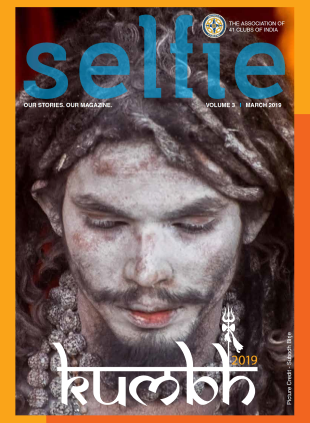 THE ASSOCIATION OF
41 CLUBS OF INDIA
selfie
OUR STORIES. OUR MAGAZINE.
VOLUME 3 | MARCH 2019
2019
kumbh
Picture Credit - Subodh Bise